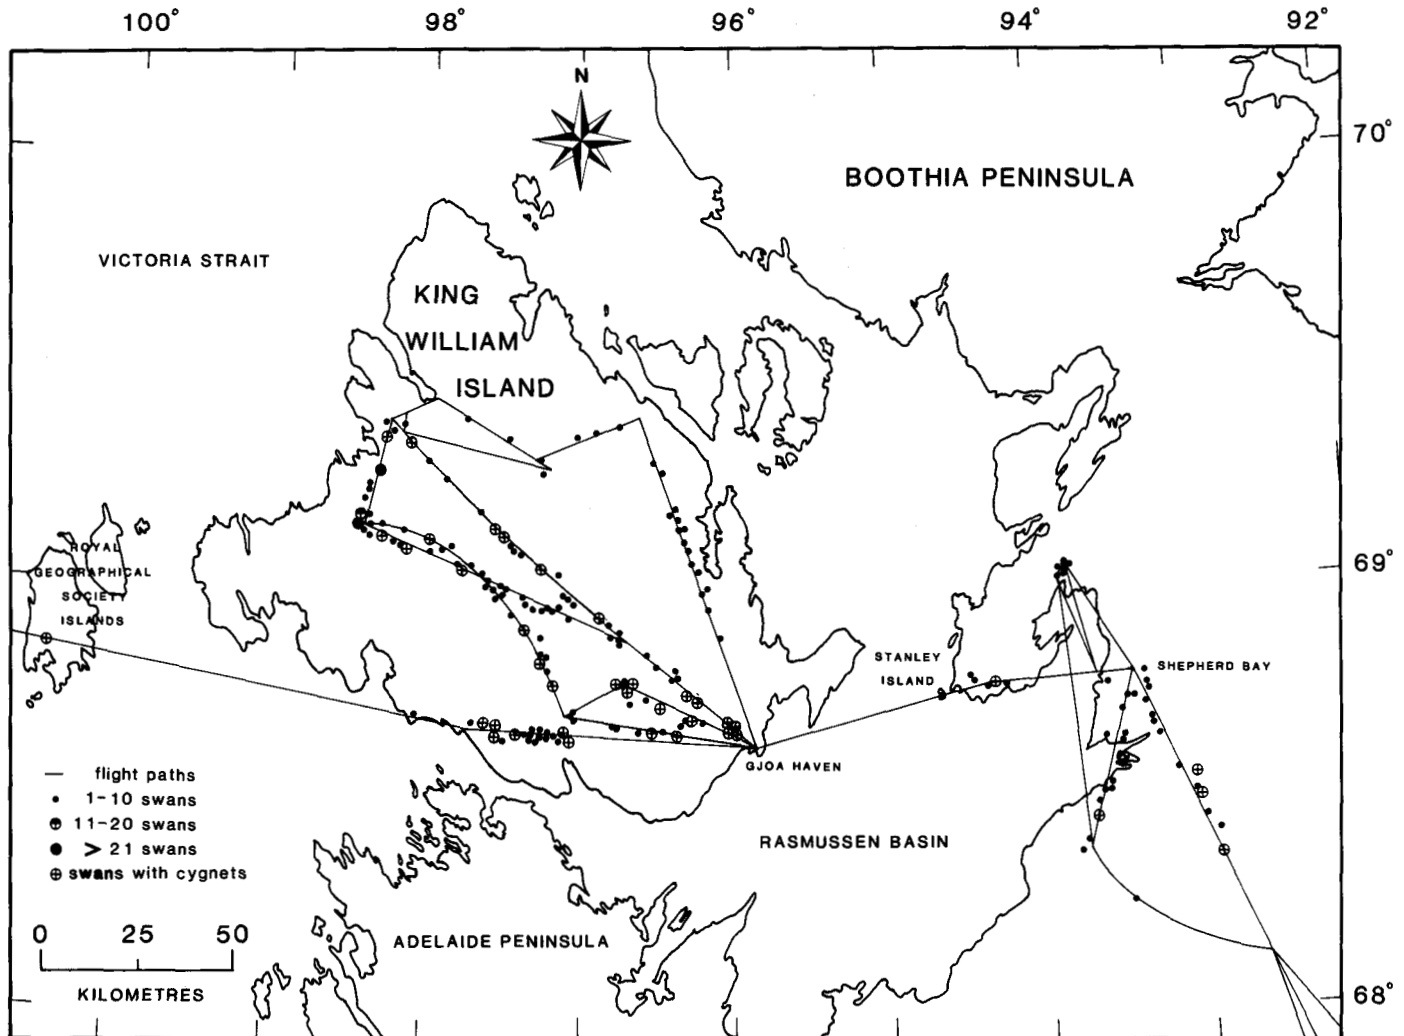 100° 98° 96° 94° 92°
N
70°
BOOTHIA PENINSULA
VICTORIA STRAIT
KING
WILLIAM
ISLAND
ROYAL
GEOGRAPHICAL
SOCIETY
ISLANDS
69°
STANLEY
ISLAND
SHEPHERD BAY
GJOA HAVEN
— flight paths
1-10 swans
11-20 swans
> 21 swans
swans with cygnets
RASMUSSEN BASIN
ADELAIDE PENINSULA
0 25 50
KILOMETRES
68°